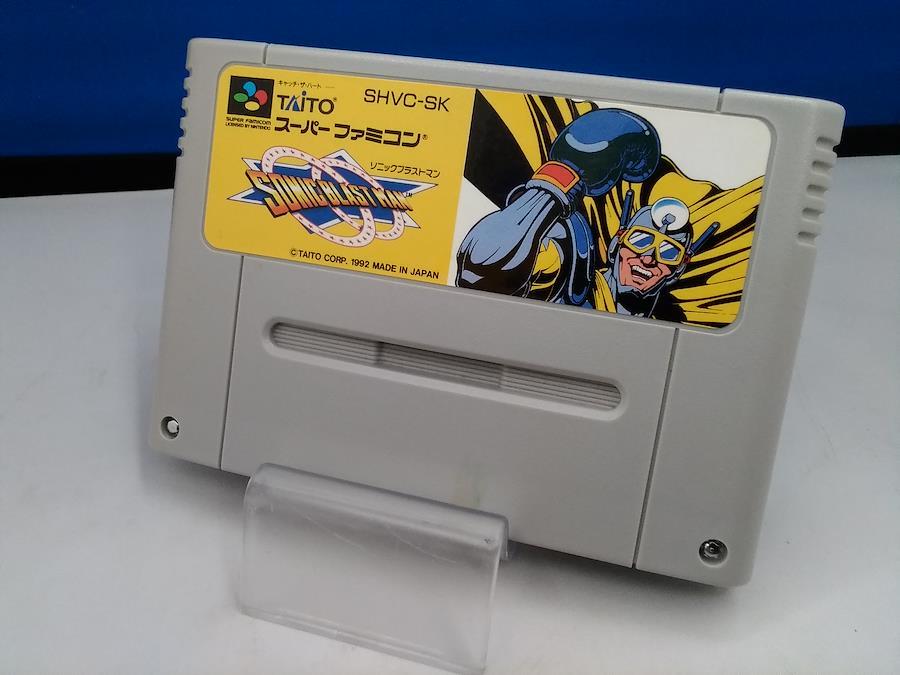 キャッチ・ザ・ハート
TAITO®
SHVC-SK
SUPER FAMICOM
LICENSED BY NINTENDO
スーパーファミコン®
ソニックブラストマン
SONIC BLAST MAN™
©TAITO CORP. 1992 MADE IN JAPAN